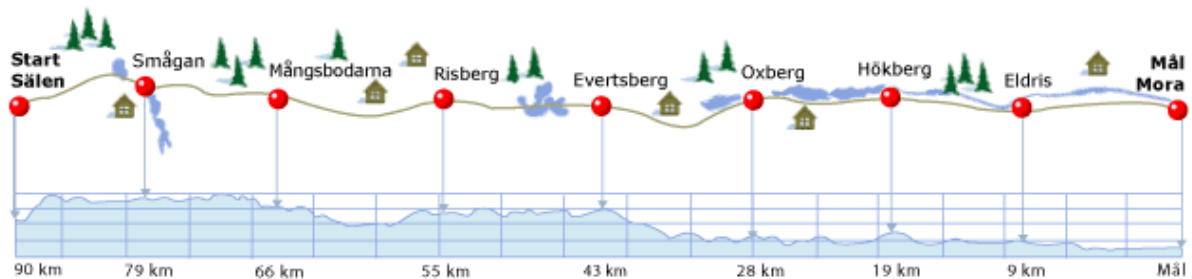 Start
Sälen
Smågan
Mångsbodarna
Risberg
Evertsberg
Oxberg
Hökberg
Eldris
Mål
Mora
90 km
79 km
66 km
55 km
43 km
28 km
19 km
9 km
Mål